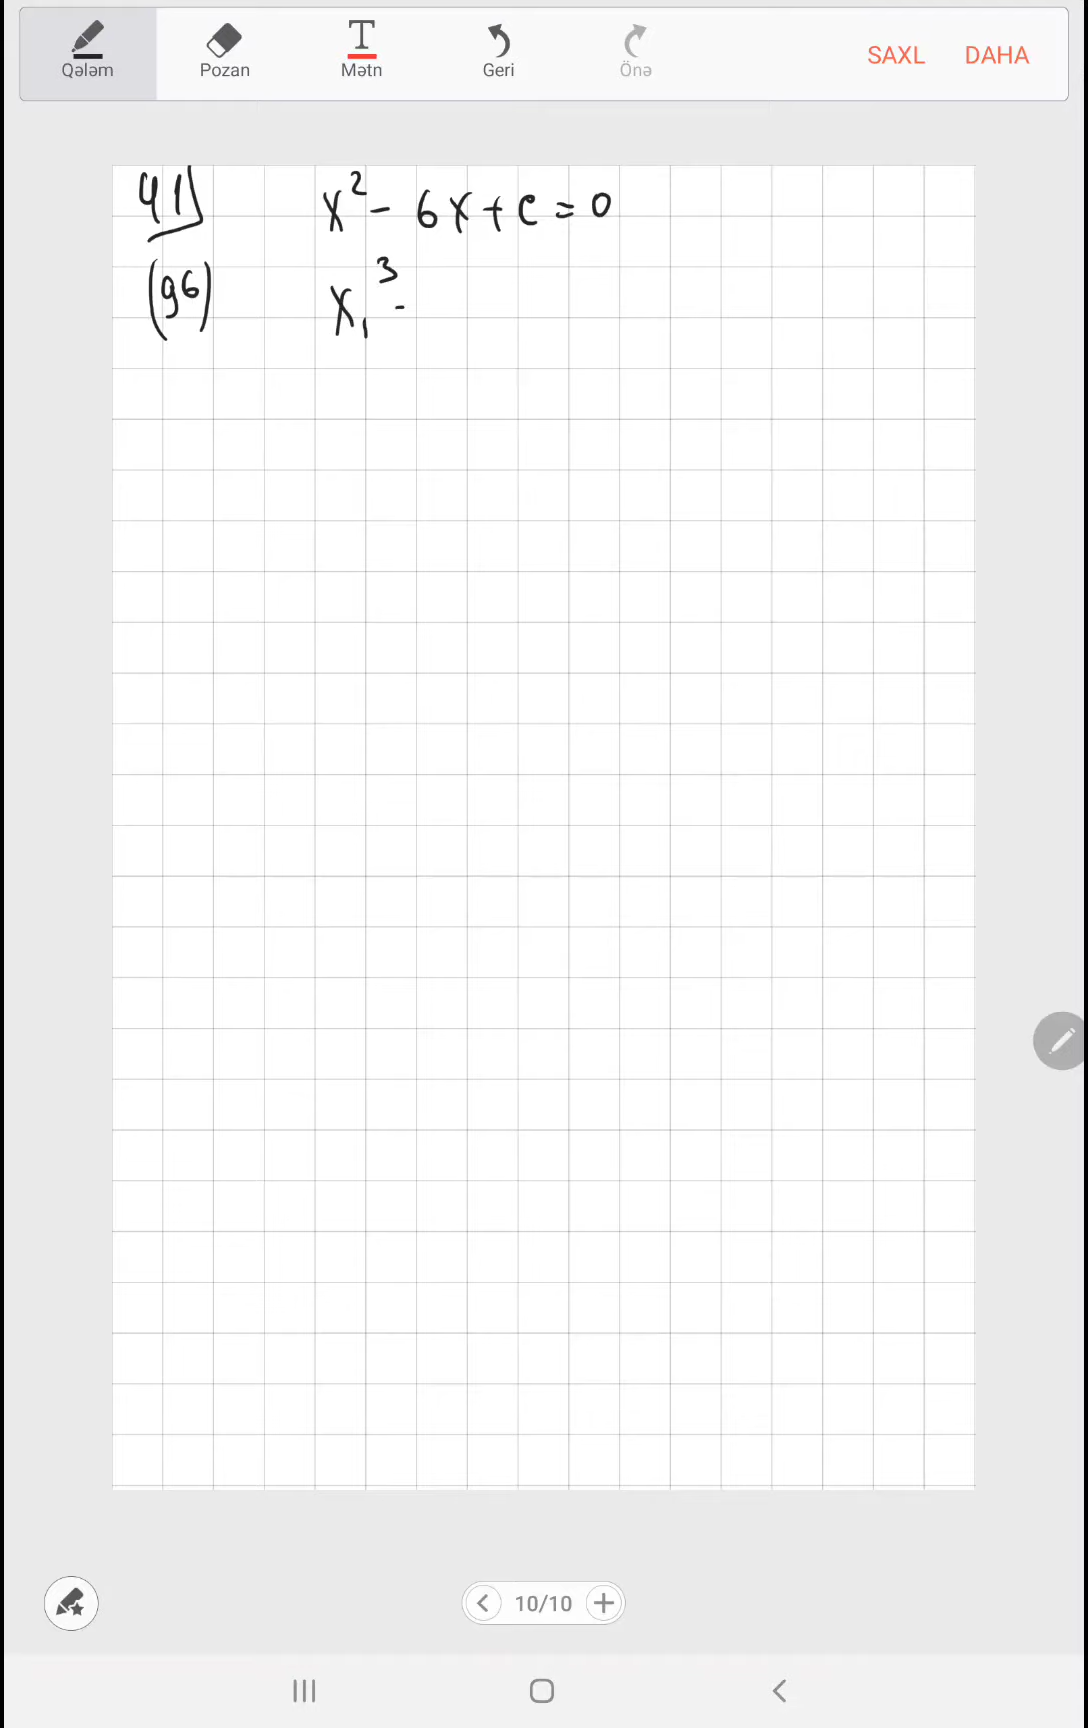 Qələm Pozan Mətn Geri Önə SAXL DAHA
41) x² - 6x + c = 0
(96) x₁³ -
10/10